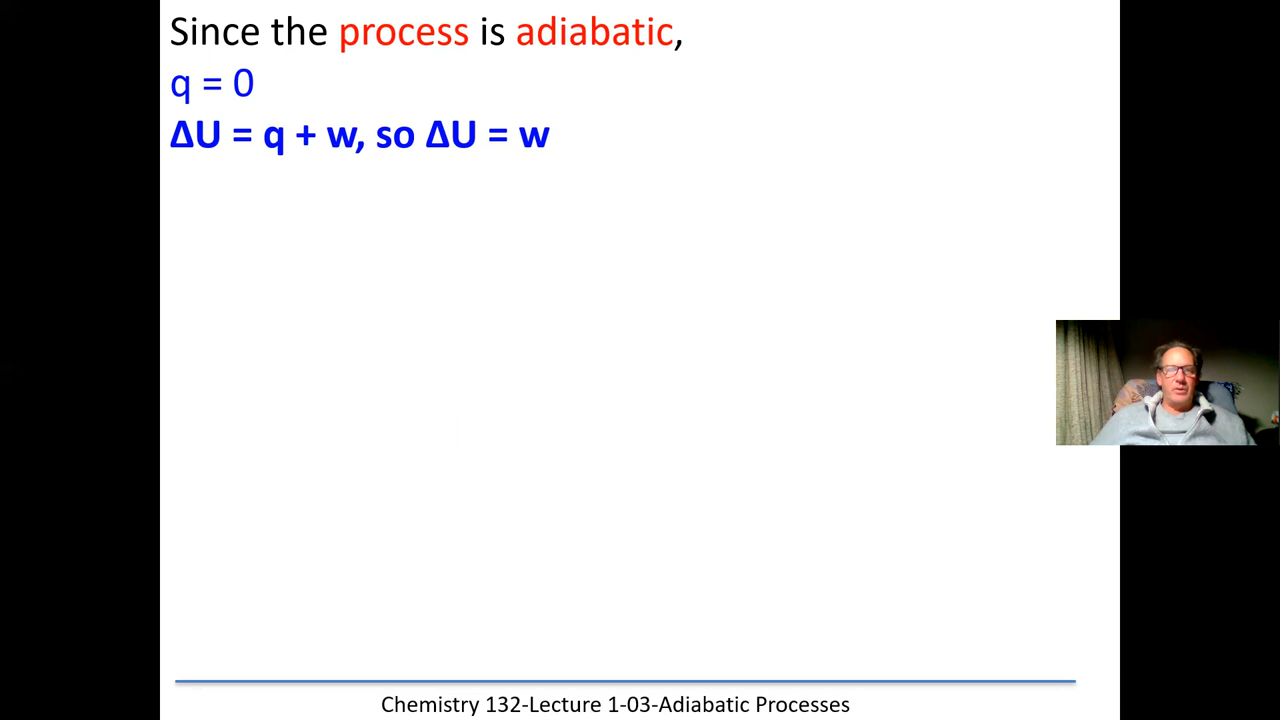 Since the process is adiabatic,
q = 0
ΔU = q + w, so ΔU = w
Chemistry 132-Lecture 1-03-Adiabatic Processes